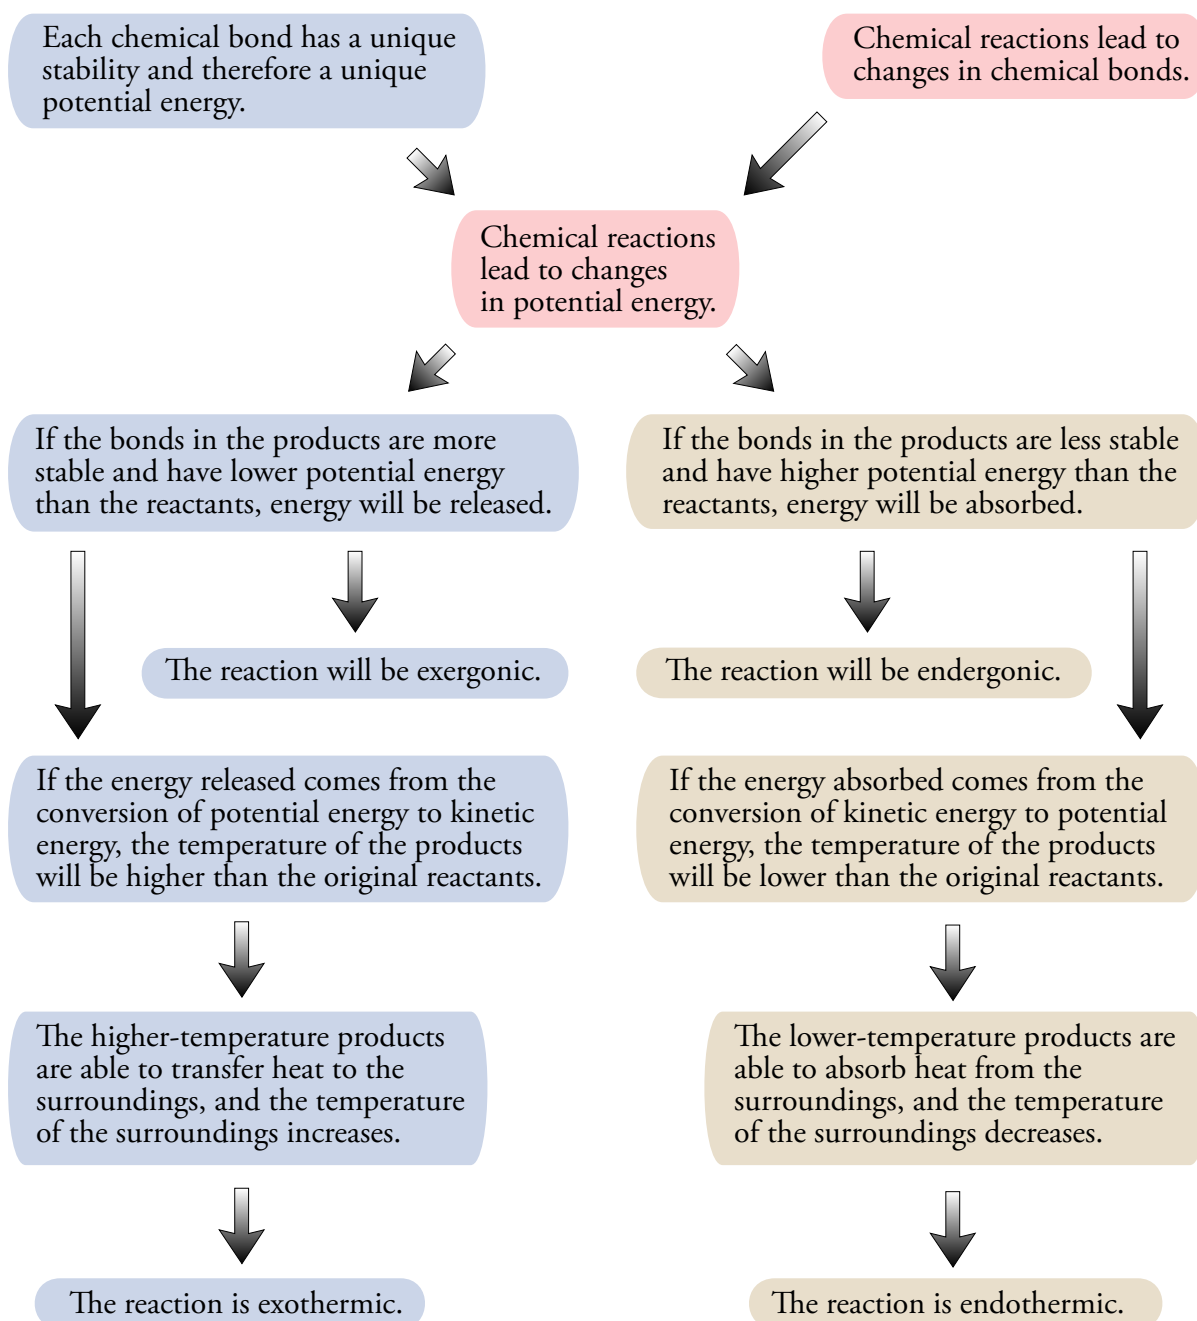 Each chemical bond has a unique
stability and therefore a unique
potential energy.
Chemical reactions lead to
changes in chemical bonds.
Chemical reactions
lead to changes
in potential energy.
If the bonds in the products are more
stable and have lower potential energy
than the reactants, energy will be released.
If the bonds in the products are less stable
and have higher potential energy than the
reactants, energy will be absorbed.
The reaction will be exergonic.
The reaction will be endergonic.
If the energy released comes from the
conversion of potential energy to kinetic
energy, the temperature of the products
will be higher than the original reactants.
If the energy absorbed comes from the
conversion of kinetic energy to potential
energy, the temperature of the products
will be lower than the original reactants.
The higher-temperature products
are able to transfer heat to the
surroundings, and the temperature
of the surroundings increases.
The lower-temperature products are
able to absorb heat from the
surroundings, and the temperature
of the surroundings decreases.
The reaction is exothermic.
The reaction is endothermic.